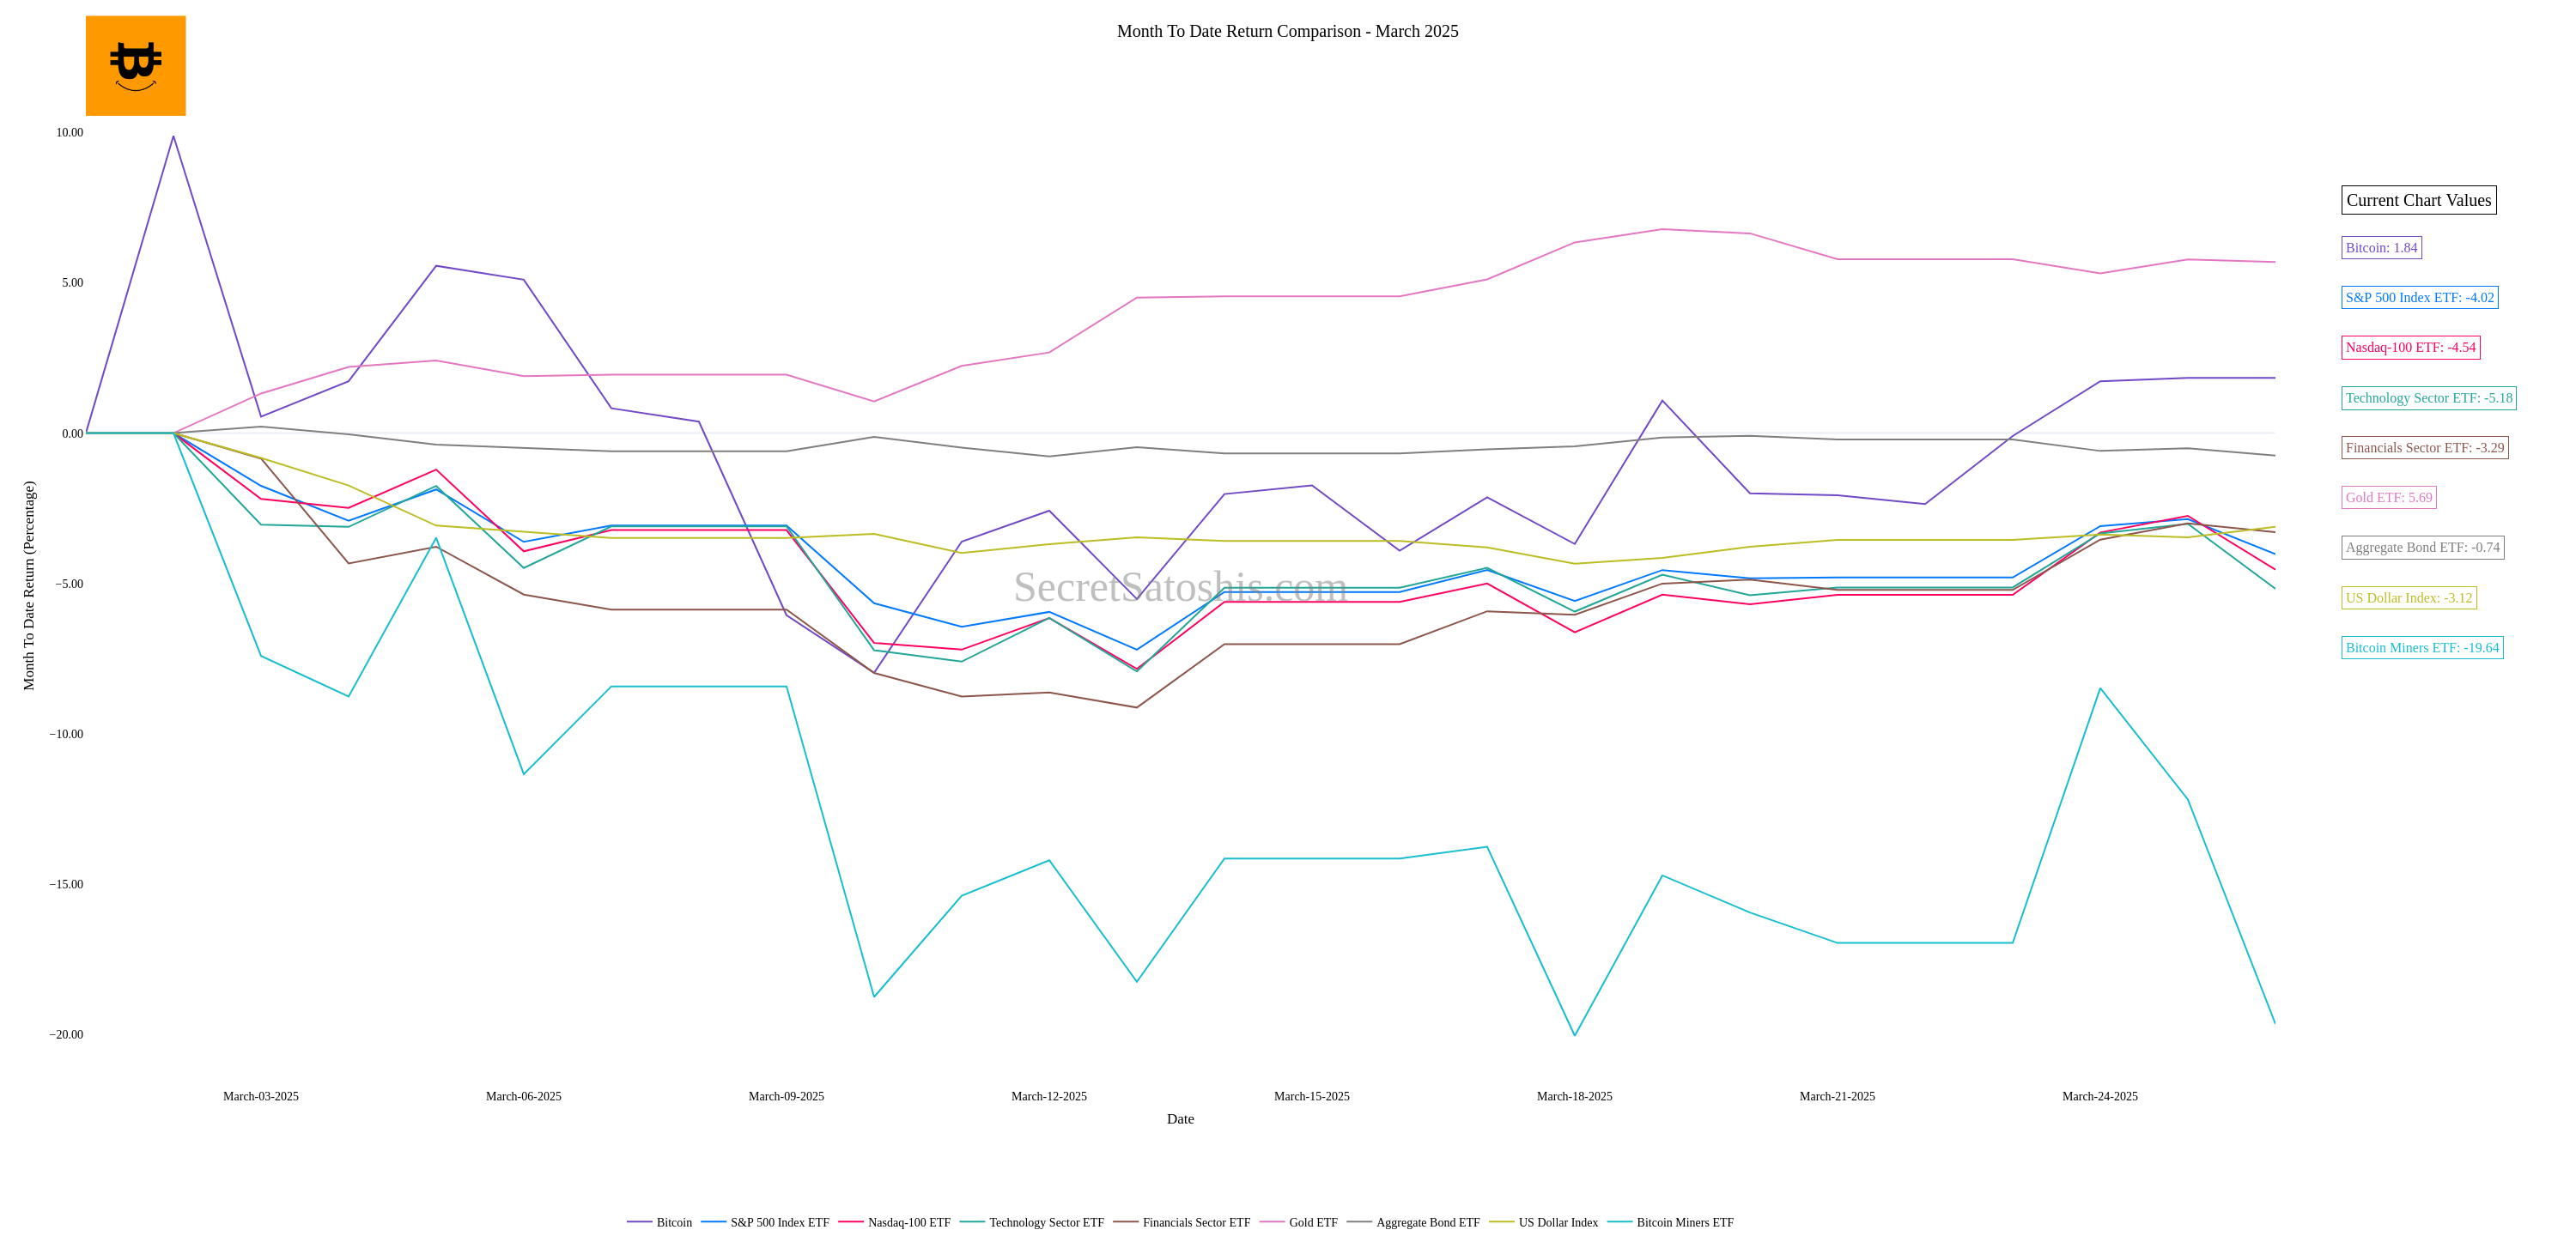 Month To Date Return Comparison - March 2025
10.00
5.00
0.00
−5.00
−10.00
−15.00
−20.00
Month To Date Return (Percentage)
SecretSatoshis.com
Current Chart Values
Bitcoin: 1.84
S&P 500 Index ETF: -4.02
Nasdaq-100 ETF: -4.54
Technology Sector ETF: -5.18
Financials Sector ETF: -3.29
Gold ETF: 5.69
Aggregate Bond ETF: -0.74
US Dollar Index: -3.12
Bitcoin Miners ETF: -19.64
March-03-2025 March-06-2025 March-09-2025 March-12-2025 March-15-2025 March-18-2025 March-21-2025 March-24-2025
Date
Bitcoin S&P 500 Index ETF Nasdaq-100 ETF Technology Sector ETF Financials Sector ETF Gold ETF Aggregate Bond ETF US Dollar Index Bitcoin Miners ETF